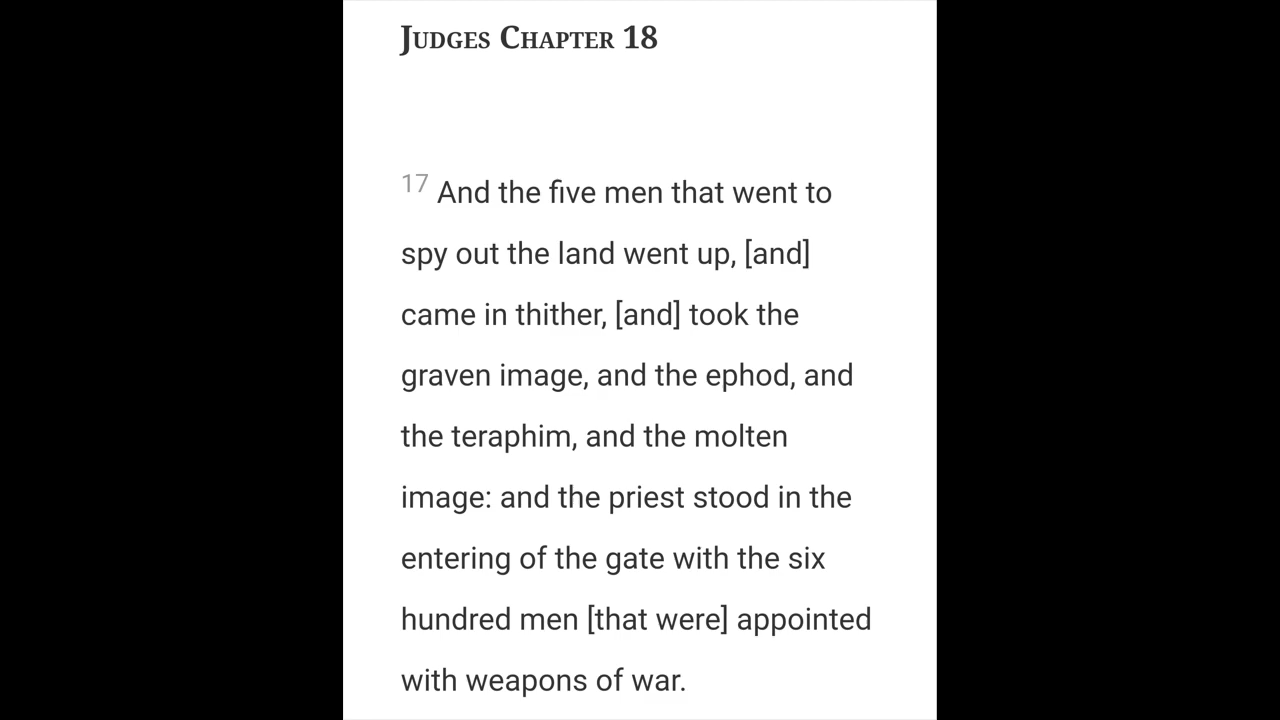 Judges Chapter 18
17 And the five men that went to
spy out the land went up, [and]
came in thither, [and] took the
graven image, and the ephod, and
the teraphim, and the molten
image: and the priest stood in the
entering of the gate with the six
hundred men [that were] appointed
with weapons of war.